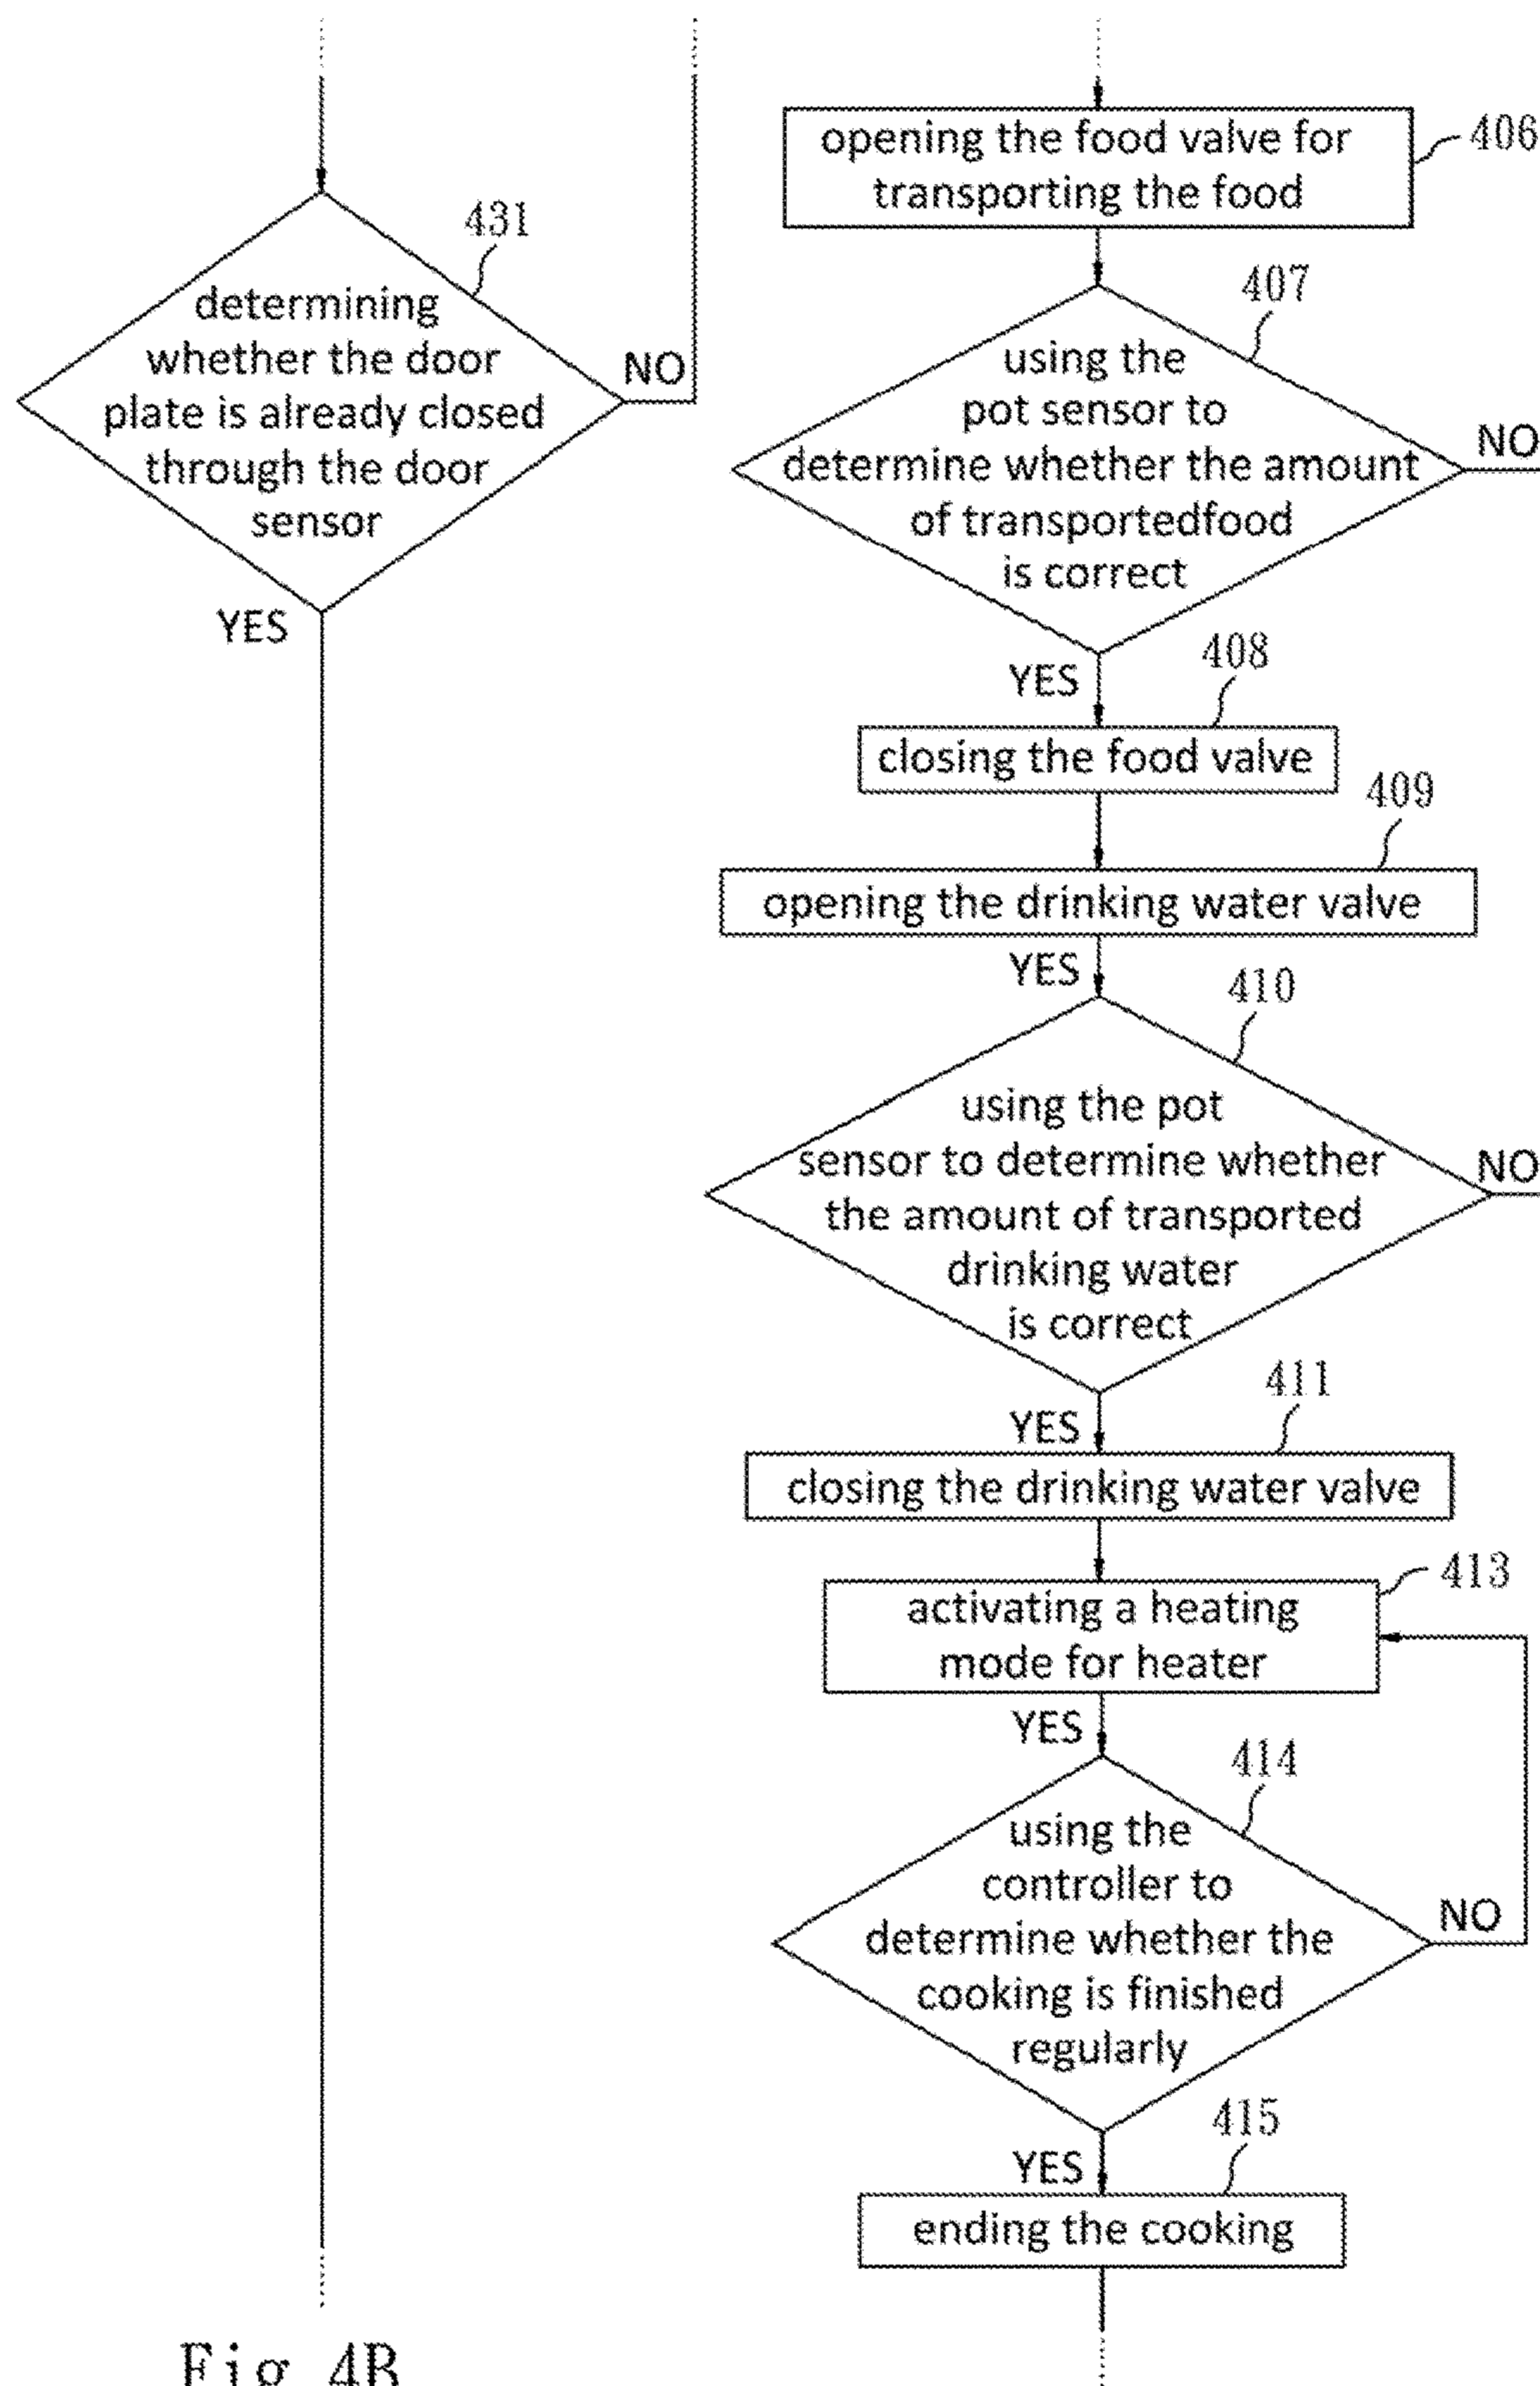 431
determining
whether the door
plate is already closed
through the door
sensor
NO
YES
opening the food valve for
transporting the food
406
407
using the
pot sensor to
determine whether the amount
of transportedfood
is correct
NO
YES
408
closing the food valve
409
opening the drinking water valve
YES
410
using the pot
sensor to determine whether
the amount of transported
drinking water
is correct
NO
YES
411
closing the drinking water valve
413
activating a heating
mode for heater
YES
414
using the
controller to
determine whether the
cooking is finished
regularly
NO
YES
415
ending the cooking
Fig 4B